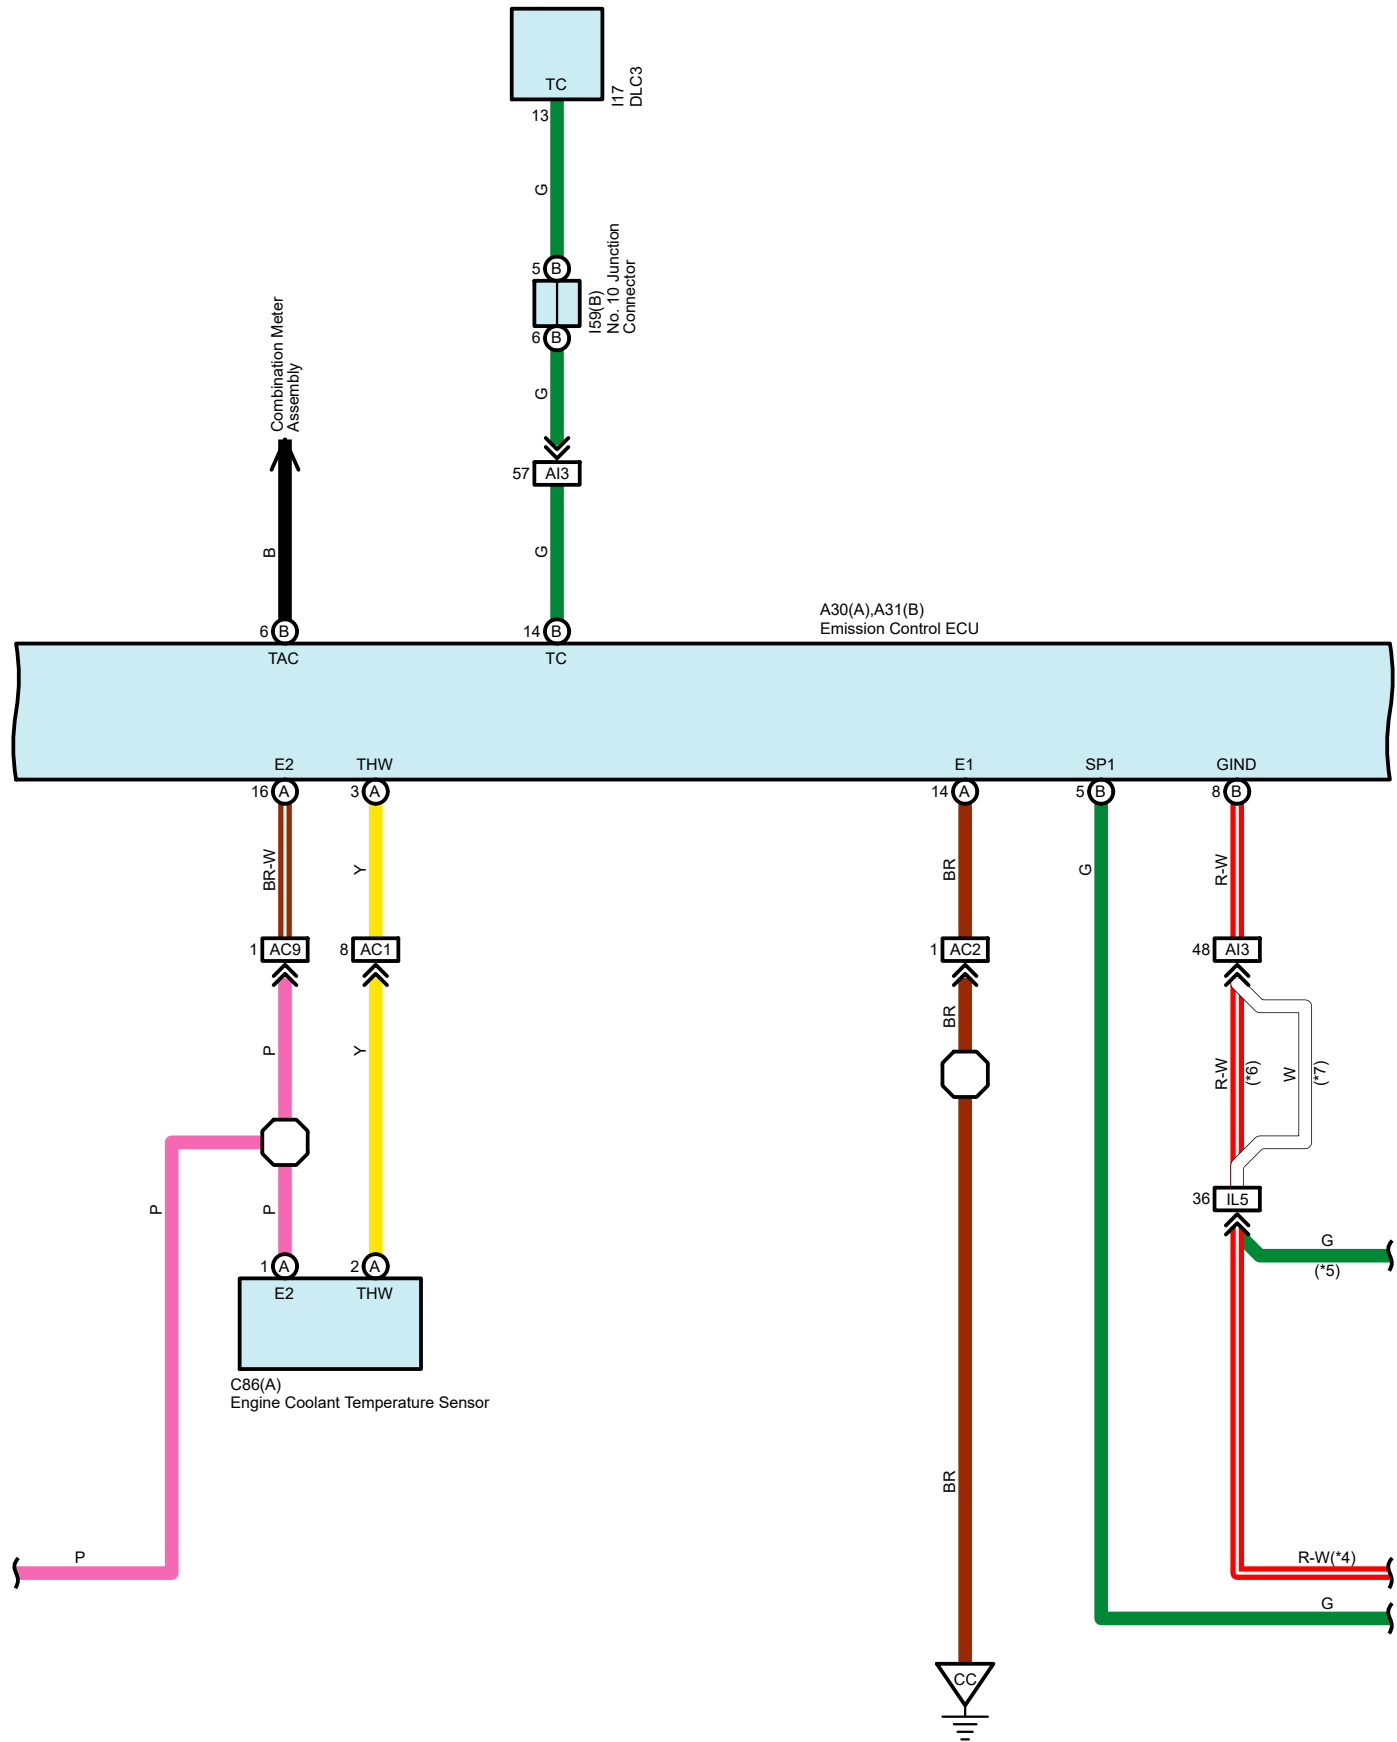 TC
I17
DLC3
13
G
5 B
I59(B)
No. 10 Junction
Connector
6 B
Combination Meter
Assembly
G
57 AI3
B
G
A30(A),A31(B)
Emission Control ECU
6 B
14 B
TAC
TC
E2
THW
E1
SP1
GIND
16 A
3 A
14 A
5 B
8 B
BR-W
Y
BR
G
R-W
1 AC9
8 AC1
1 AC2
48 AI3
P
Y
BR
R-W
(*6)
W
(*7)
P
P
36 IL5
G
(*5)
1 A
2 A
E2
THW
C86(A)
Engine Coolant Temperature Sensor
BR
P
R-W(*4)
G
CC